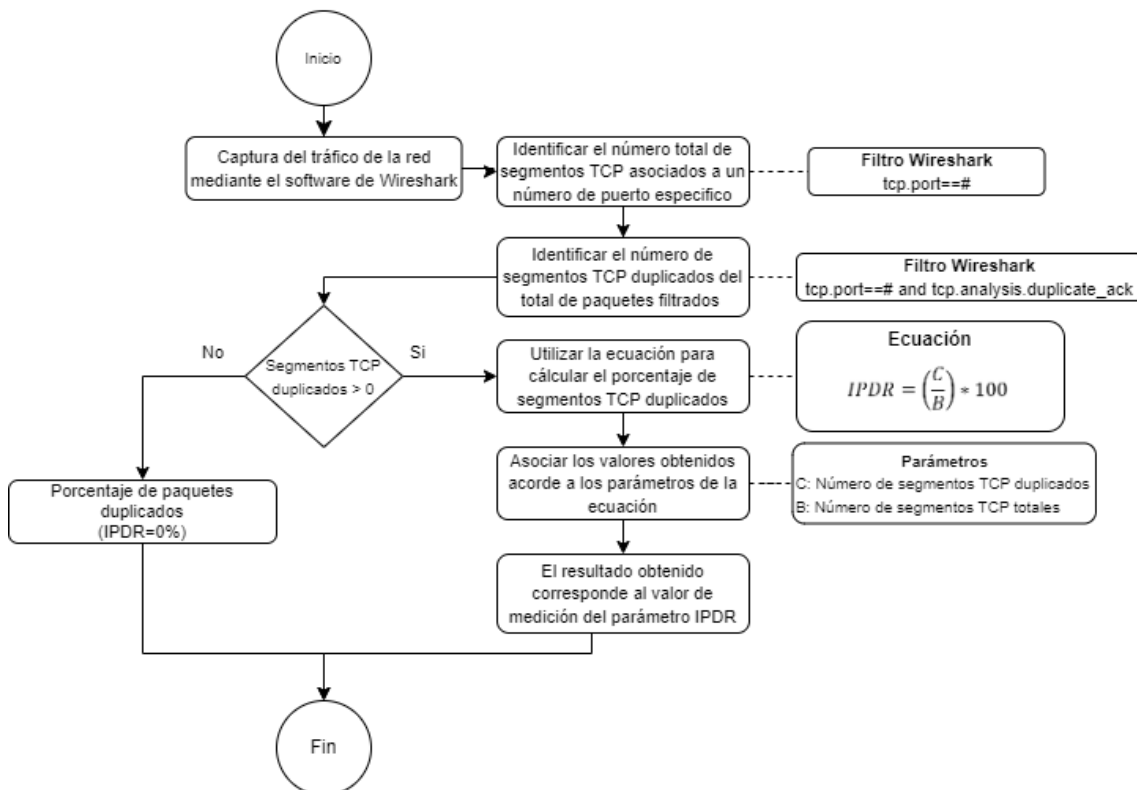 Inicio
Captura del tráfico de la red
mediante el software de Wireshark
Identificar el número total de
segmentos TCP asociados a un
número de puerto especifico
Filtro Wireshark
tcp.port==#
Identificar el número de
segmentos TCP duplicados del
total de paquetes filtrados
Filtro Wireshark
tcp.port==# and tcp.analysis.duplicate_ack
No
Segmentos TCP
duplicados > 0
Si
Utilizar la ecuación para
cálcular el porcentaje de
segmentos TCP duplicados
Ecuación
IPDR = (C/B) * 100
Asociar los valores obtenidos
acorde a los parámetros de la
ecuación
Parámetros
C: Número de segmentos TCP duplicados
B: Número de segmentos TCP totales
Porcentaje de paquetes
duplicados
(IPDR=0%)
El resultado obtenido
corresponde al valor de
medición del parámetro IPDR
Fin